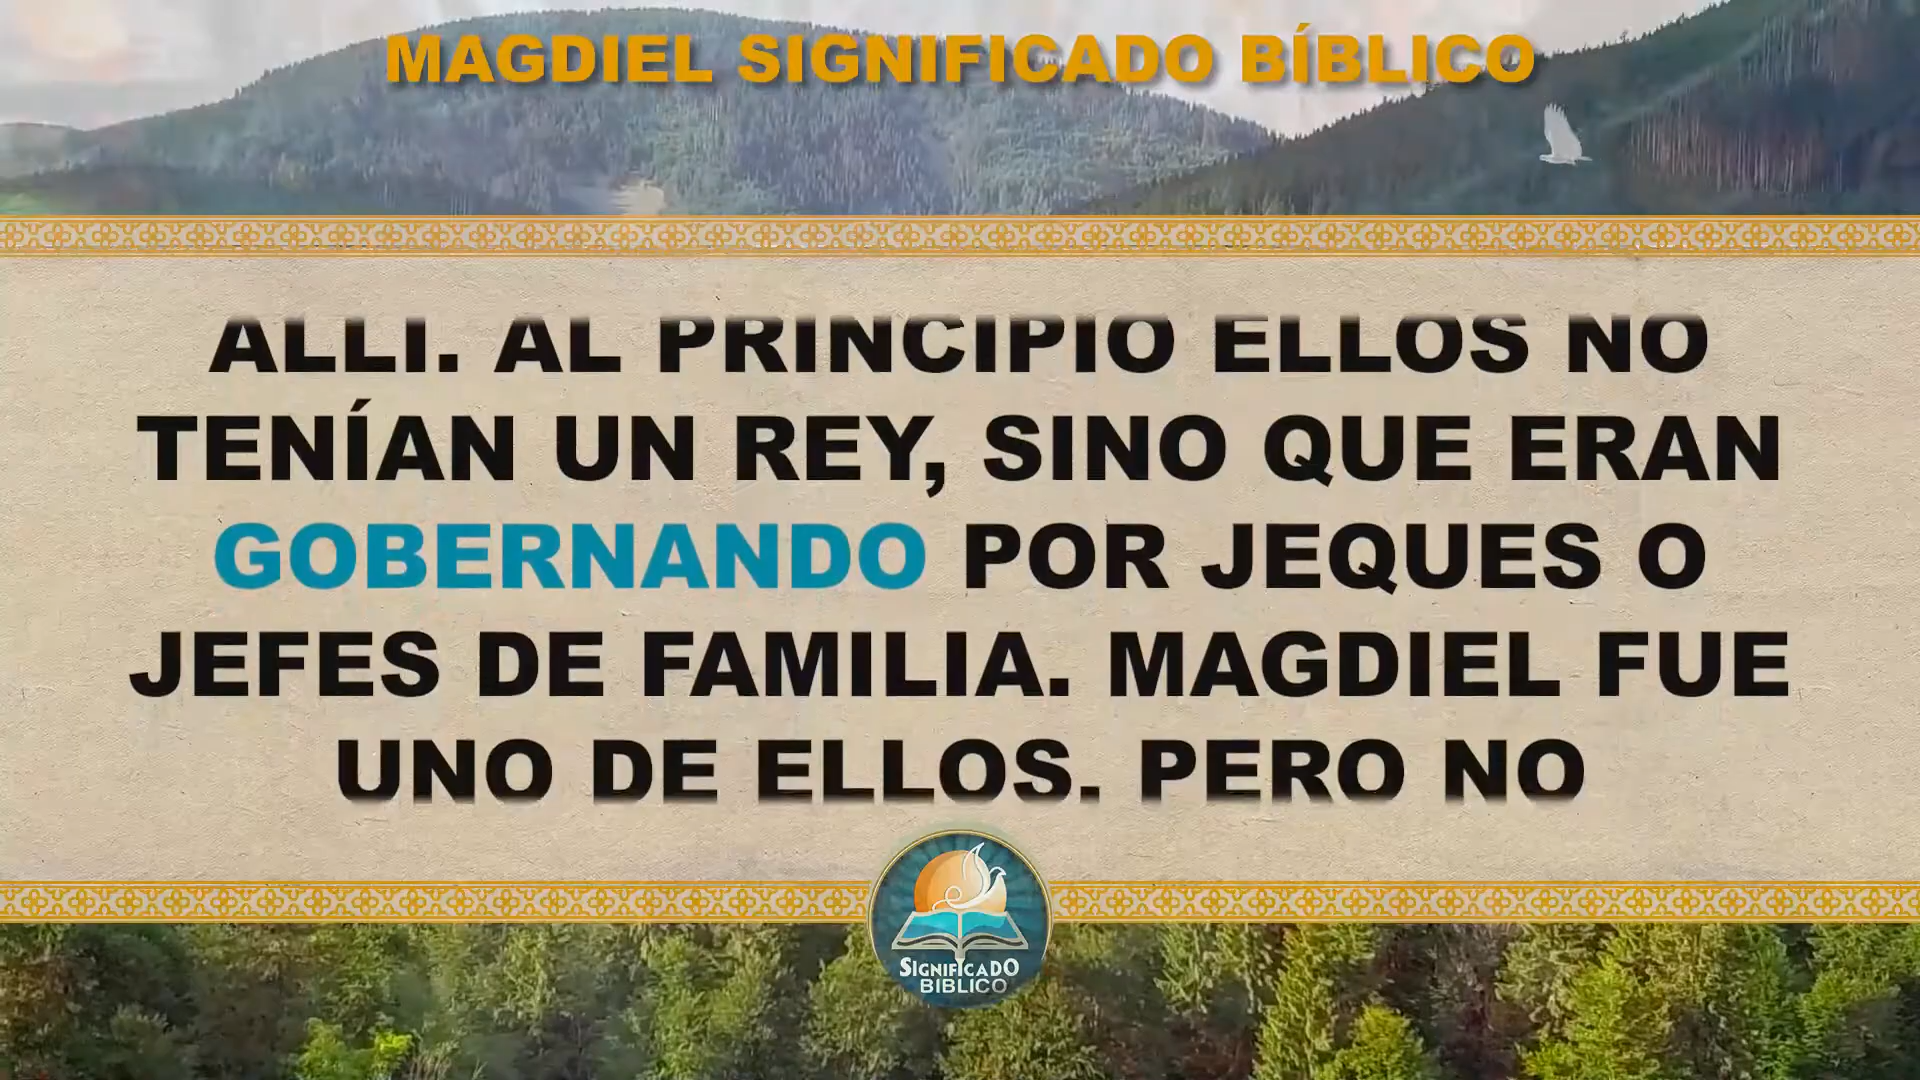 MAGDIEL SIGNIFICADO BÍBLICO
ALLI. AL PRINCIPIO ELLOS NO
TENÍAN UN REY, SINO QUE ERAN
GOBERNANDO POR JEQUES O
JEFES DE FAMILIA. MAGDIEL FUE
UNO DE ELLOS. PERO NO
SIGNIFICADO
BIBLICO